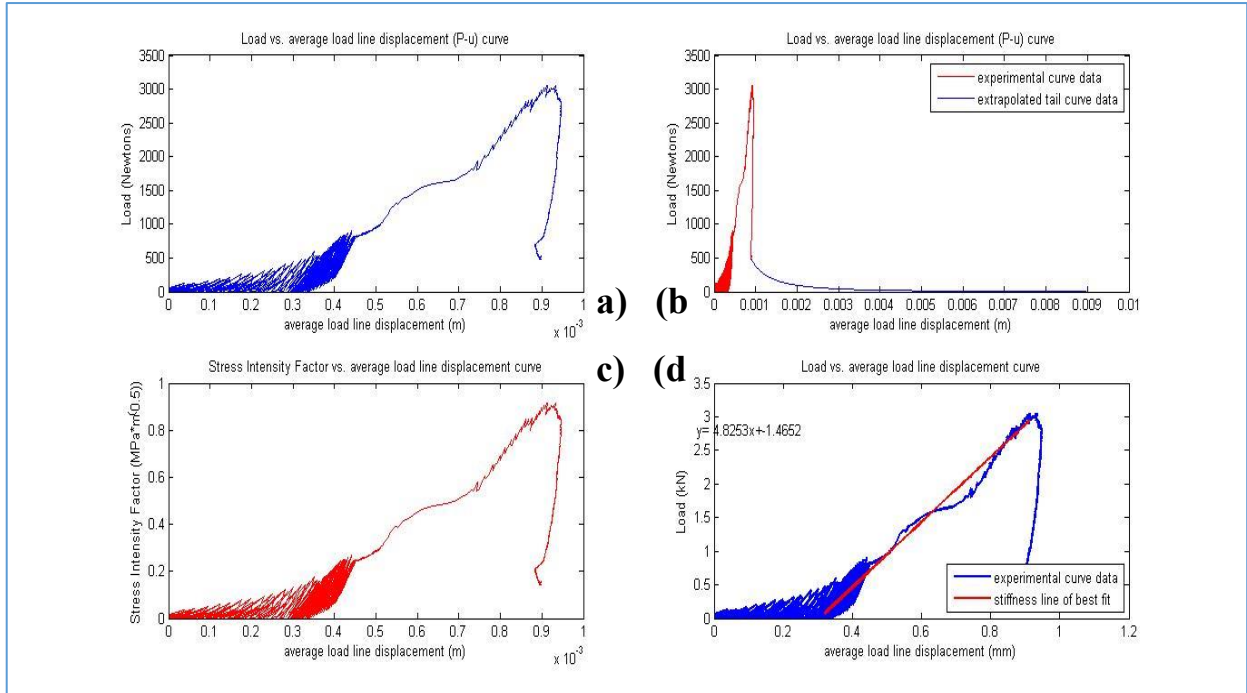 Load vs. average load line displacement (P-u) curve
3500
3000
2500
2000
1500
1000
500
0
Load (Newtons)
0 0.1 0.2 0.3 0.4 0.5 0.6 0.7 0.8 0.9 1
average load line displacement (m)
x 10⁻³
a)
Load vs. average load line displacement (P-u) curve
3500
3000
2500
2000
1500
1000
500
0
Load (Newtons)
experimental curve data
extrapolated tail curve data
0 0.001 0.002 0.003 0.004 0.005 0.006 0.007 0.008 0.009 0.01
average load line displacement (m)
(b
Stress Intensity Factor vs. average load line displacement curve
1
0.8
0.6
0.4
0.2
0
Stress Intensity Factor (MPa*m^(0.5))
0 0.1 0.2 0.3 0.4 0.5 0.6 0.7 0.8 0.9 1
average load line displacement (m)
x 10⁻³
c)
(d
Load vs. average load line displacement curve
3.5
3
2.5
2
1.5
1
0.5
0
Load (kN)
y= 4.8253x+-1.4652
experimental curve data
stiffness line of best fit
0 0.2 0.4 0.6 0.8 1 1.2
average load line displacement (mm)